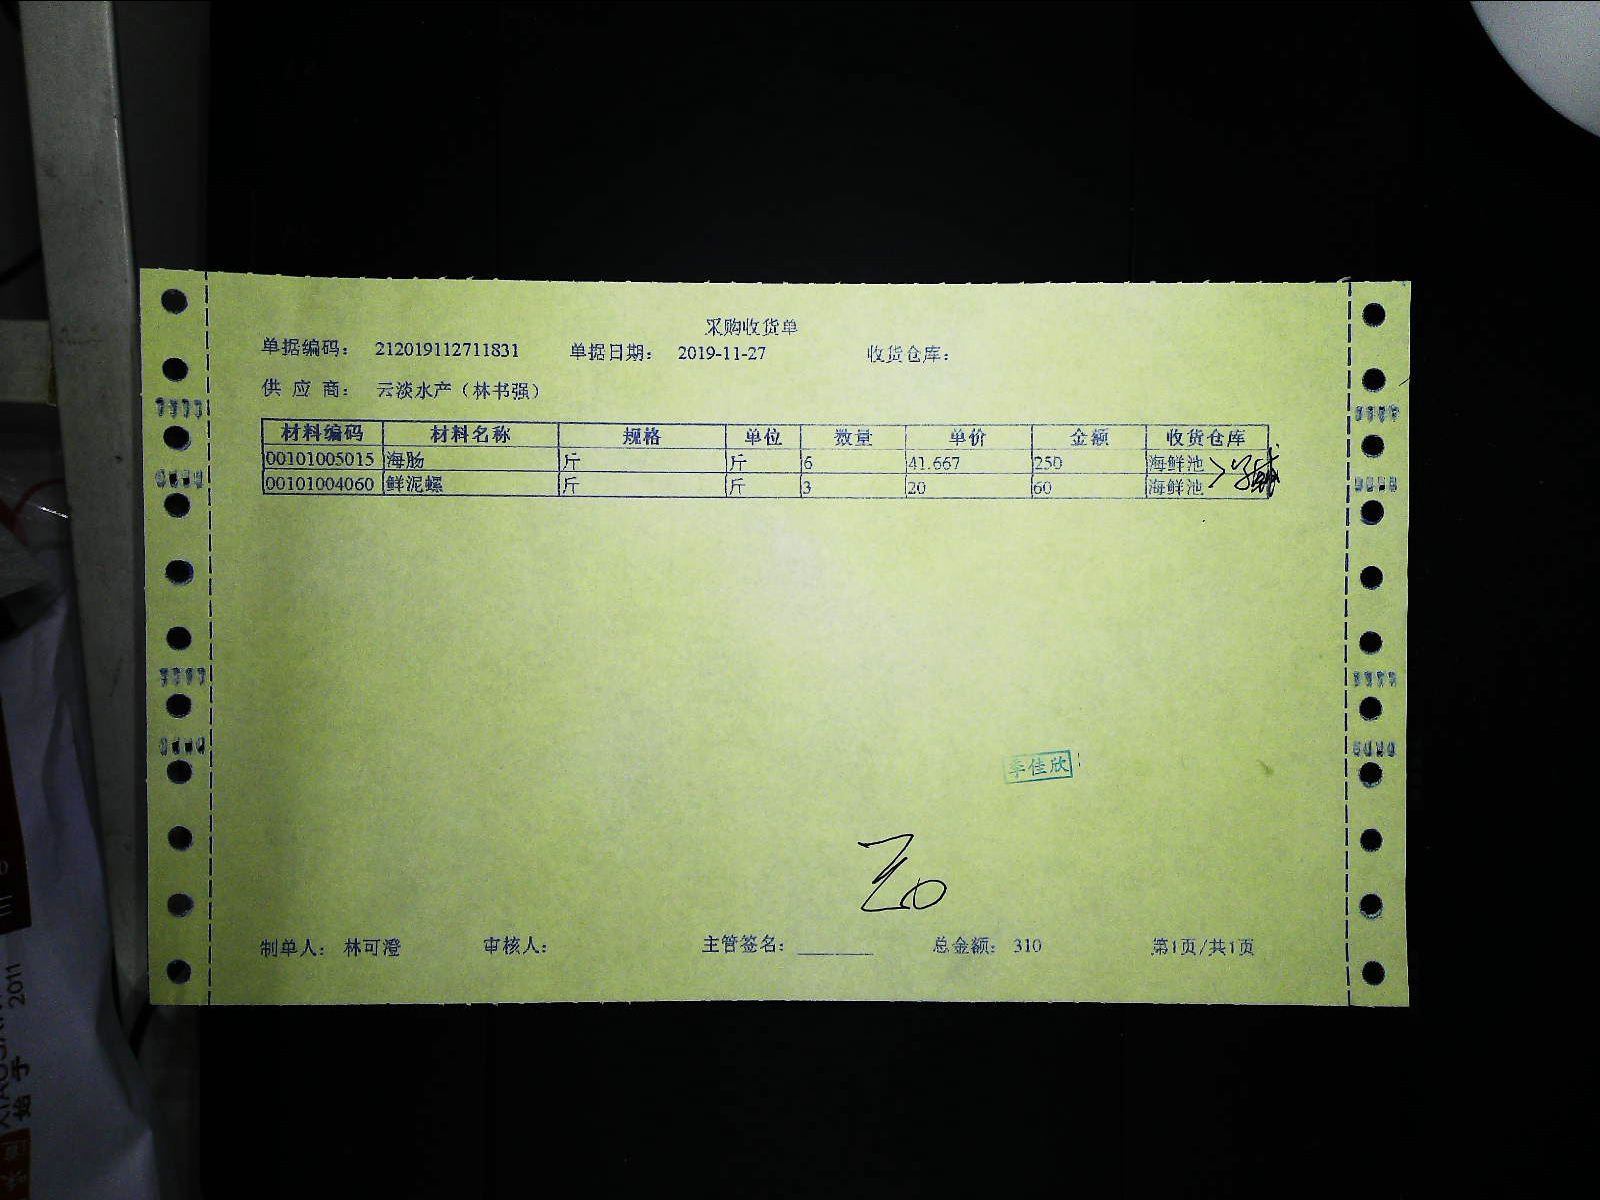 采购收货单
单据编码： 212019112711831 单据日期： 2019-11-27 收货仓库：
供 应 商： 云淡水产（林书强）
材料编码 材料名称 规格 单位 数量 单价 金额 收货仓库
00101005015 海肠 斤 斤 6 41.667 250 海鲜池
00101004060 鲜泥螺 斤 斤 3 20 60 海鲜池
李佳欣
制单人： 林可澄 审核人： 主管签名： 总金额： 310 第1页/共1页
2011